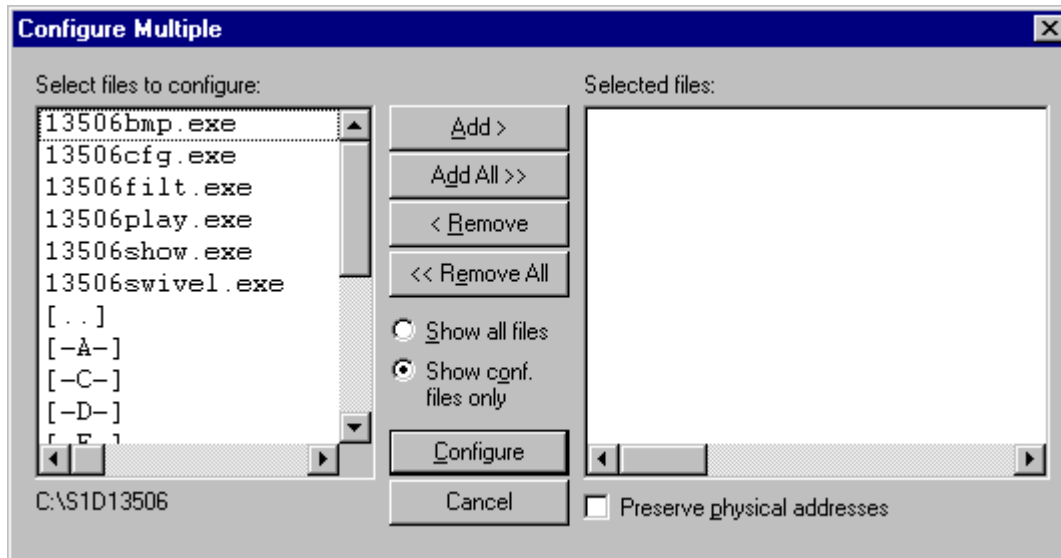 Configure Multiple
Select files to configure:
13506bmp.exe
13506cfg.exe
13506filt.exe
13506play.exe
13506show.exe
13506swivel.exe
[..]
[-A-]
[-C-]
[-D-]
C:\S1D13506
Add >
Add All >>
< Remove
<< Remove All
Show all files
Show conf.
files only
Configure
Cancel
Selected files:
Preserve physical addresses